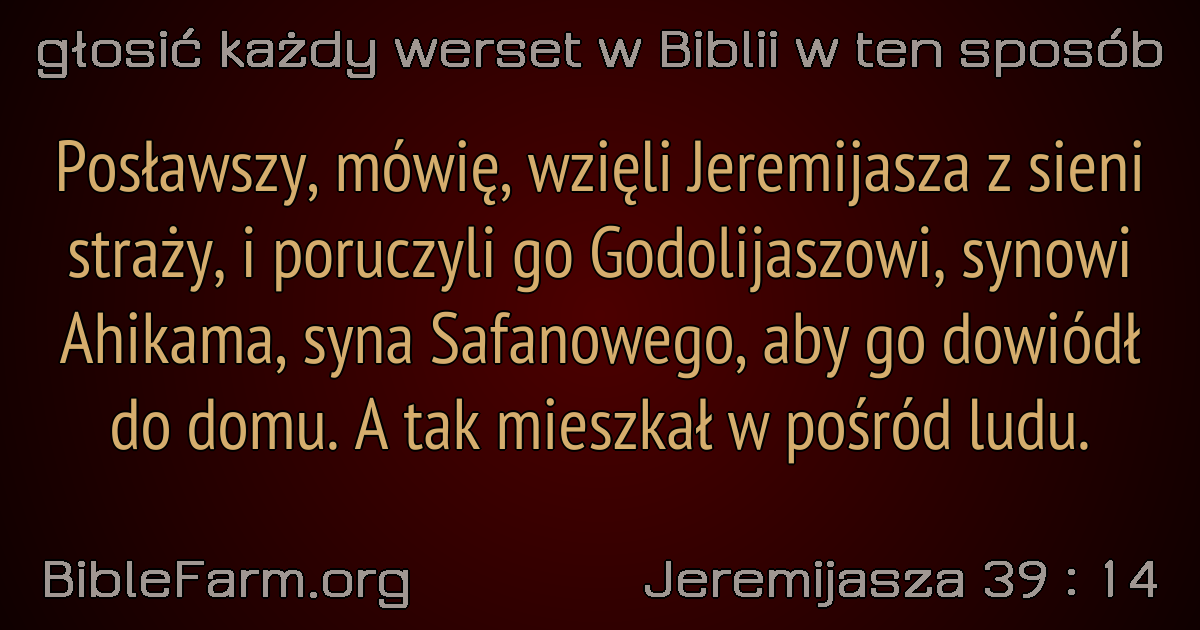 głosić każdy werset w Biblii w ten sposób
Posławszy, mówię, wzięli Jeremijasza z sieni
straży, i poruczyli go Godolijaszowi, synowi
Ahikama, syna Safanowego, aby go dowiódł
do domu. A tak mieszkał w pośród ludu.
BibleFarm.org
Jeremijasza 39 : 14